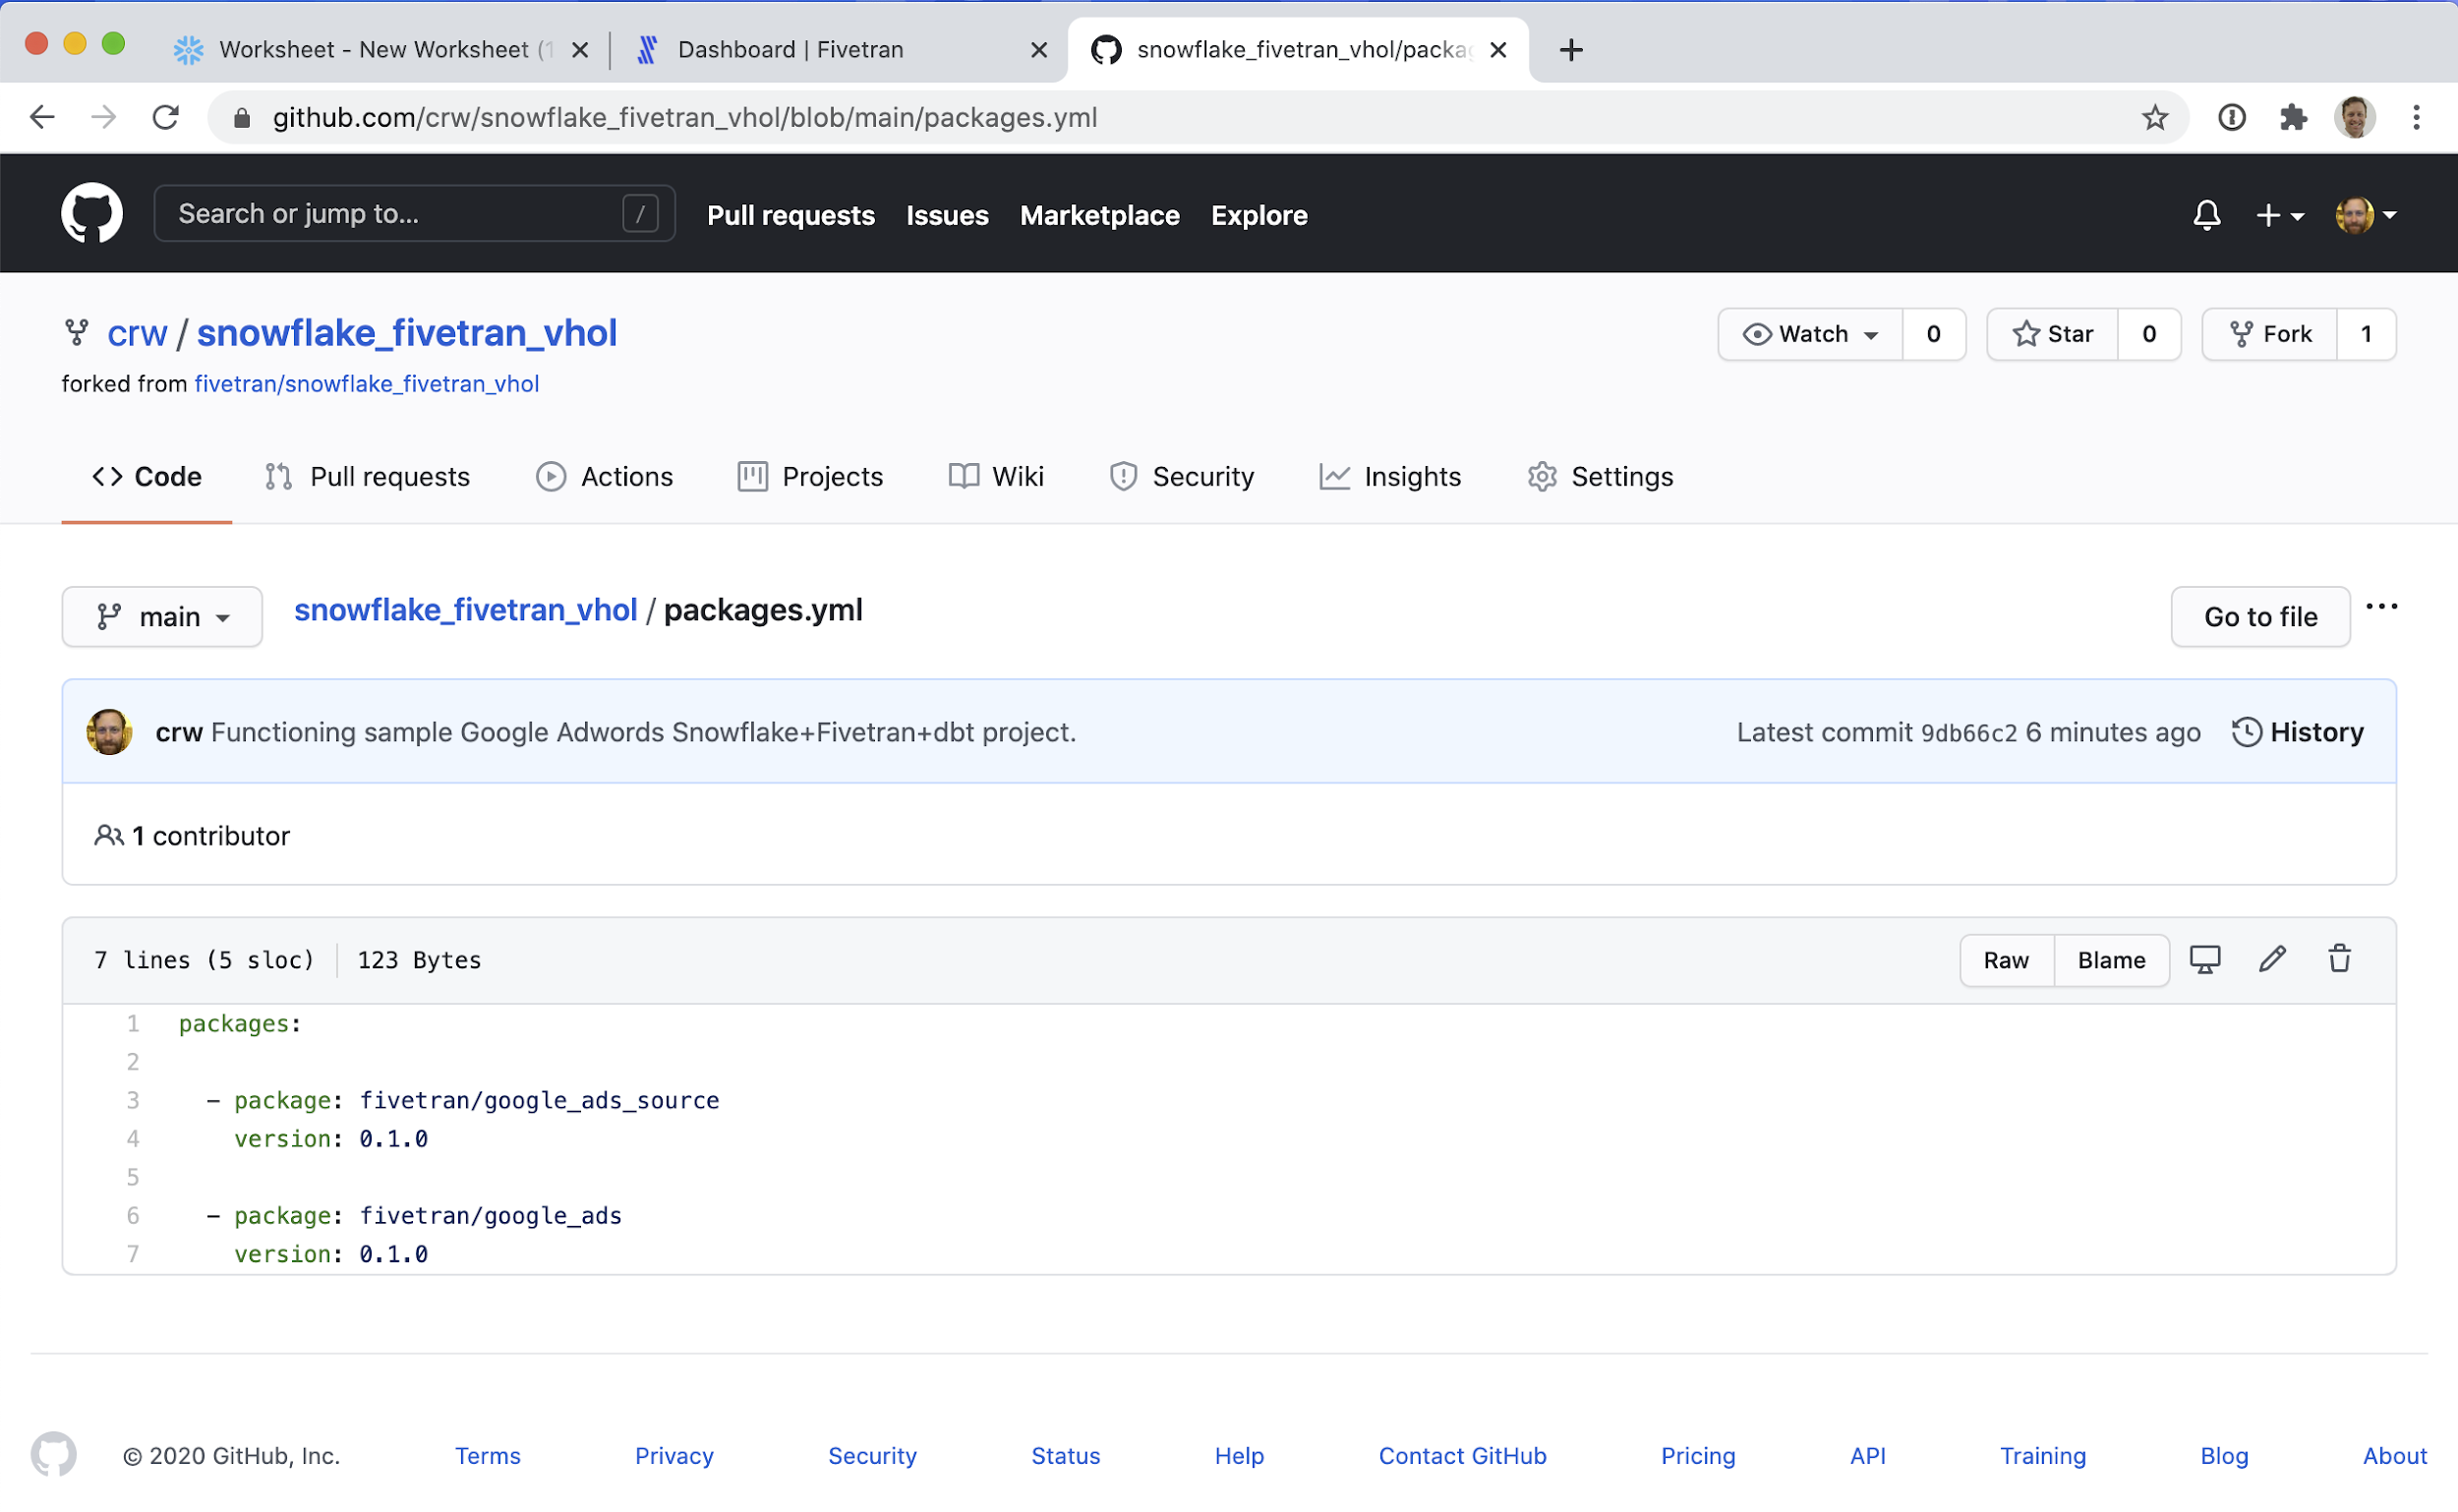 Worksheet - New Worksheet (1
Dashboard | Fivetran
snowflake_fivetran_vhol/packag
github.com/crw/snowflake_fivetran_vhol/blob/main/packages.yml
Search or jump to... /
Pull requests Issues Marketplace Explore
crw / snowflake_fivetran_vhol
Watch 0 Star 0 Fork 1
forked from fivetran/snowflake_fivetran_vhol
Code Pull requests Actions Projects Wiki Security Insights Settings
main snowflake_fivetran_vhol / packages.yml Go to file ...
crw Functioning sample Google Adwords Snowflake+Fivetran+dbt project. Latest commit 9db66c2 6 minutes ago History
1 contributor
7 lines (5 sloc) 123 Bytes Raw Blame
1 packages:
2
3 - package: fivetran/google_ads_source
4 version: 0.1.0
5
6 - package: fivetran/google_ads
7 version: 0.1.0
© 2020 GitHub, Inc. Terms Privacy Security Status Help Contact GitHub Pricing API Training Blog About